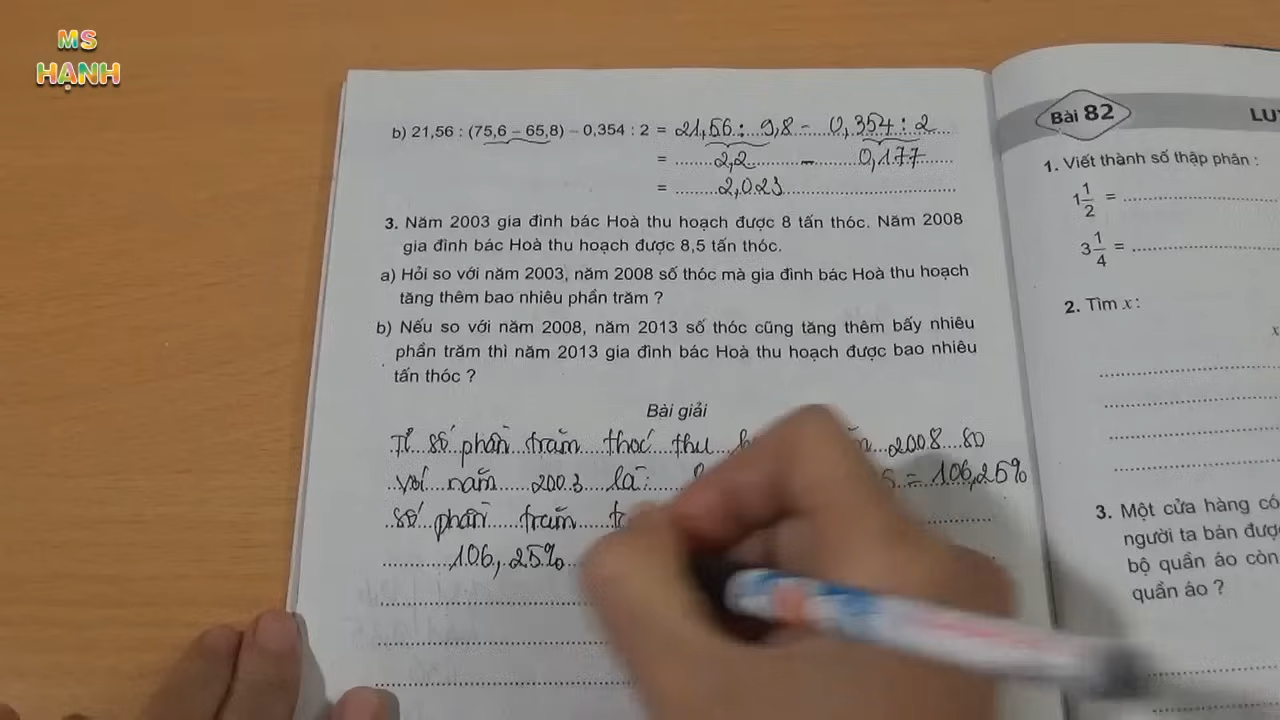 MS
HẠNH
b) 21,56 : (75,6 – 65,8) – 0,354 : 2 = 21,56 : 9,8 - 0,354 : 2
= 2,2 - 0,177
= 2,023
3. Năm 2003 gia đình bác Hoà thu hoạch được 8 tấn thóc. Năm 2008
gia đình bác Hoà thu hoạch được 8,5 tấn thóc.
a) Hỏi so với năm 2003, năm 2008 số thóc mà gia đình bác Hoà thu hoạch
tăng thêm bao nhiêu phần trăm ?
b) Nếu so với năm 2008, năm 2013 số thóc cũng tăng thêm bấy nhiêu
phần trăm thì năm 2013 gia đình bác Hoà thu hoạch được bao nhiêu
tấn thóc ?
Bài giải
Tỉ số phần trăm thóc thu 2008 so
với năm 2003 là: = 106,25%
số phần trăm
106,25%
Bài 82
1. Viết thành số thập phân :
1 1/2 =
3 1/4 =
2. Tìm x :
x
3. Một cửa hàng có
người ta bán đượ
bộ quần áo còn
quần áo ?